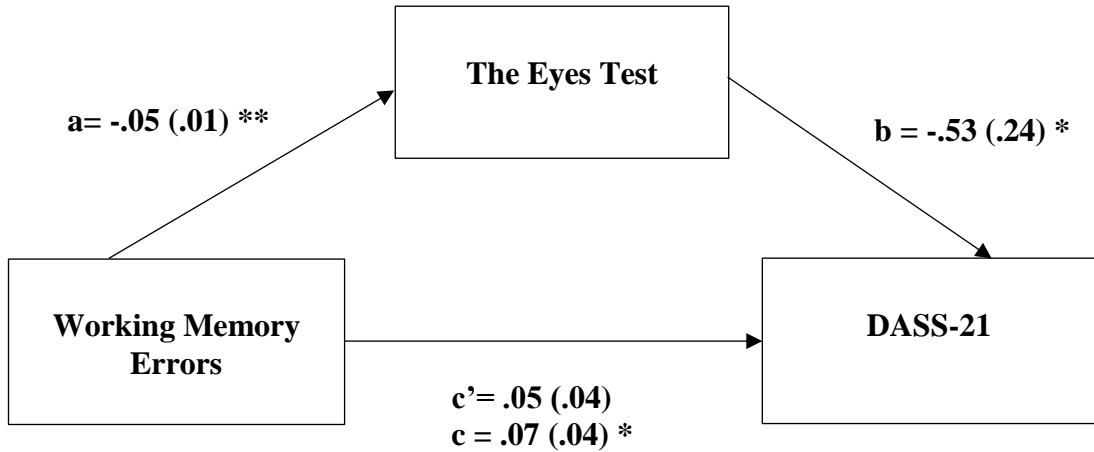 The Eyes Test
a= -.05 (.01) **
b = -.53 (.24) *
Working Memory
Errors
DASS-21
c’= .05 (.04)
c = .07 (.04) *